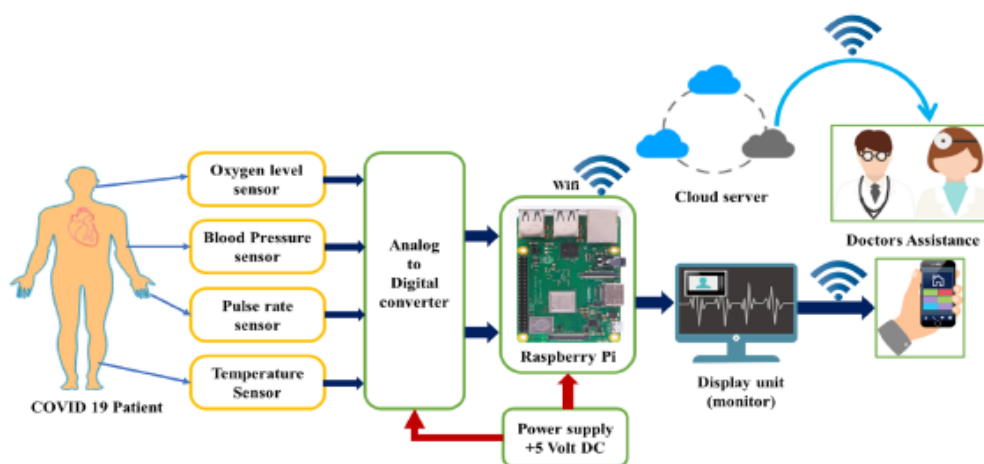 Oxygen level
sensor
Blood Pressure
sensor
Pulse rate
sensor
Temperature
Sensor
COVID 19 Patient
Analog
to
Digital
converter
Wifi
Raspberry Pi
Power supply
+5 Volt DC
Cloud server
Doctors Assistance
Display unit
(monitor)